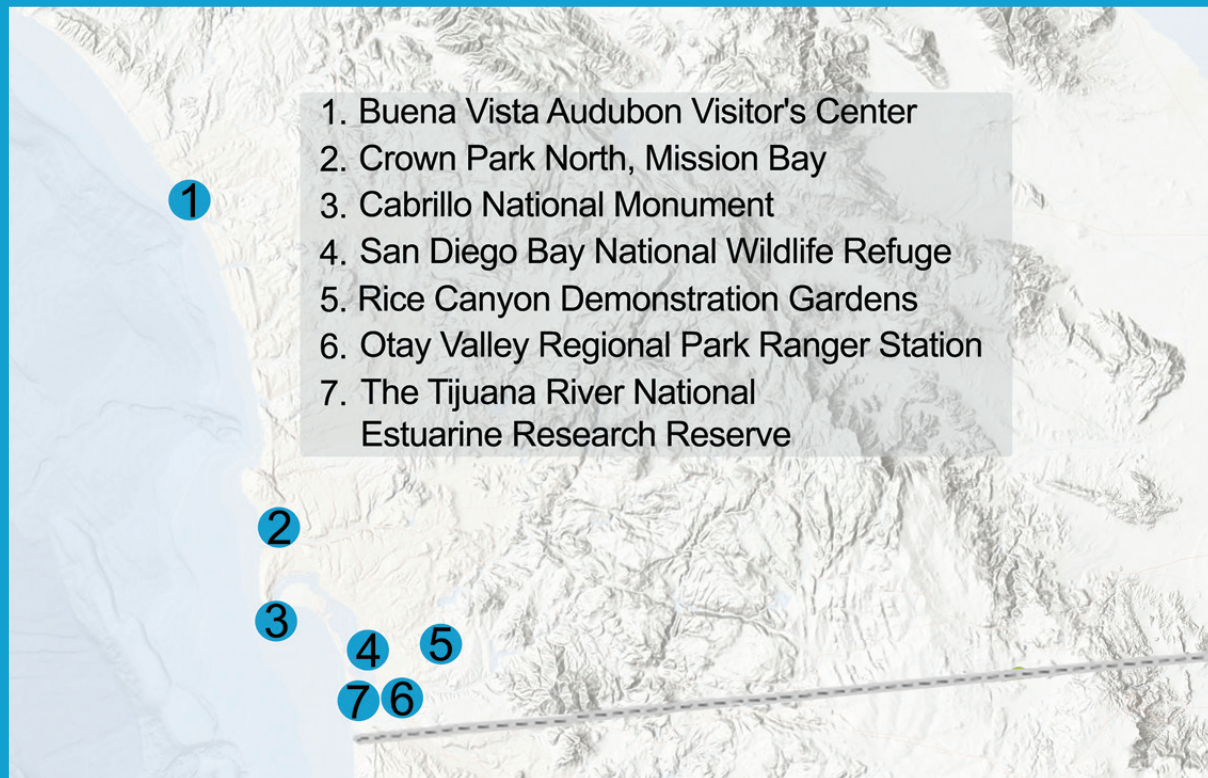 1. Buena Vista Audubon Visitor's Center
2. Crown Park North, Mission Bay
3. Cabrillo National Monument
4. San Diego Bay National Wildlife Refuge
5. Rice Canyon Demonstration Gardens
6. Otay Valley Regional Park Ranger Station
7. The Tijuana River National
Estuarine Research Reserve
1
2
3
4
5
7
6